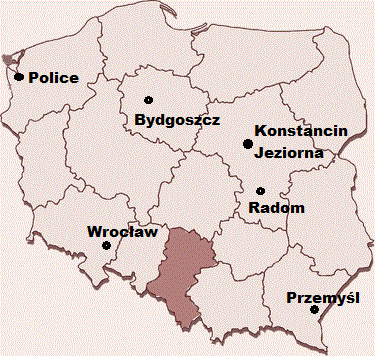 Police
Bydgoszcz
Konstancin
Jeziorna
Radom
Wrocław
Przemyśl